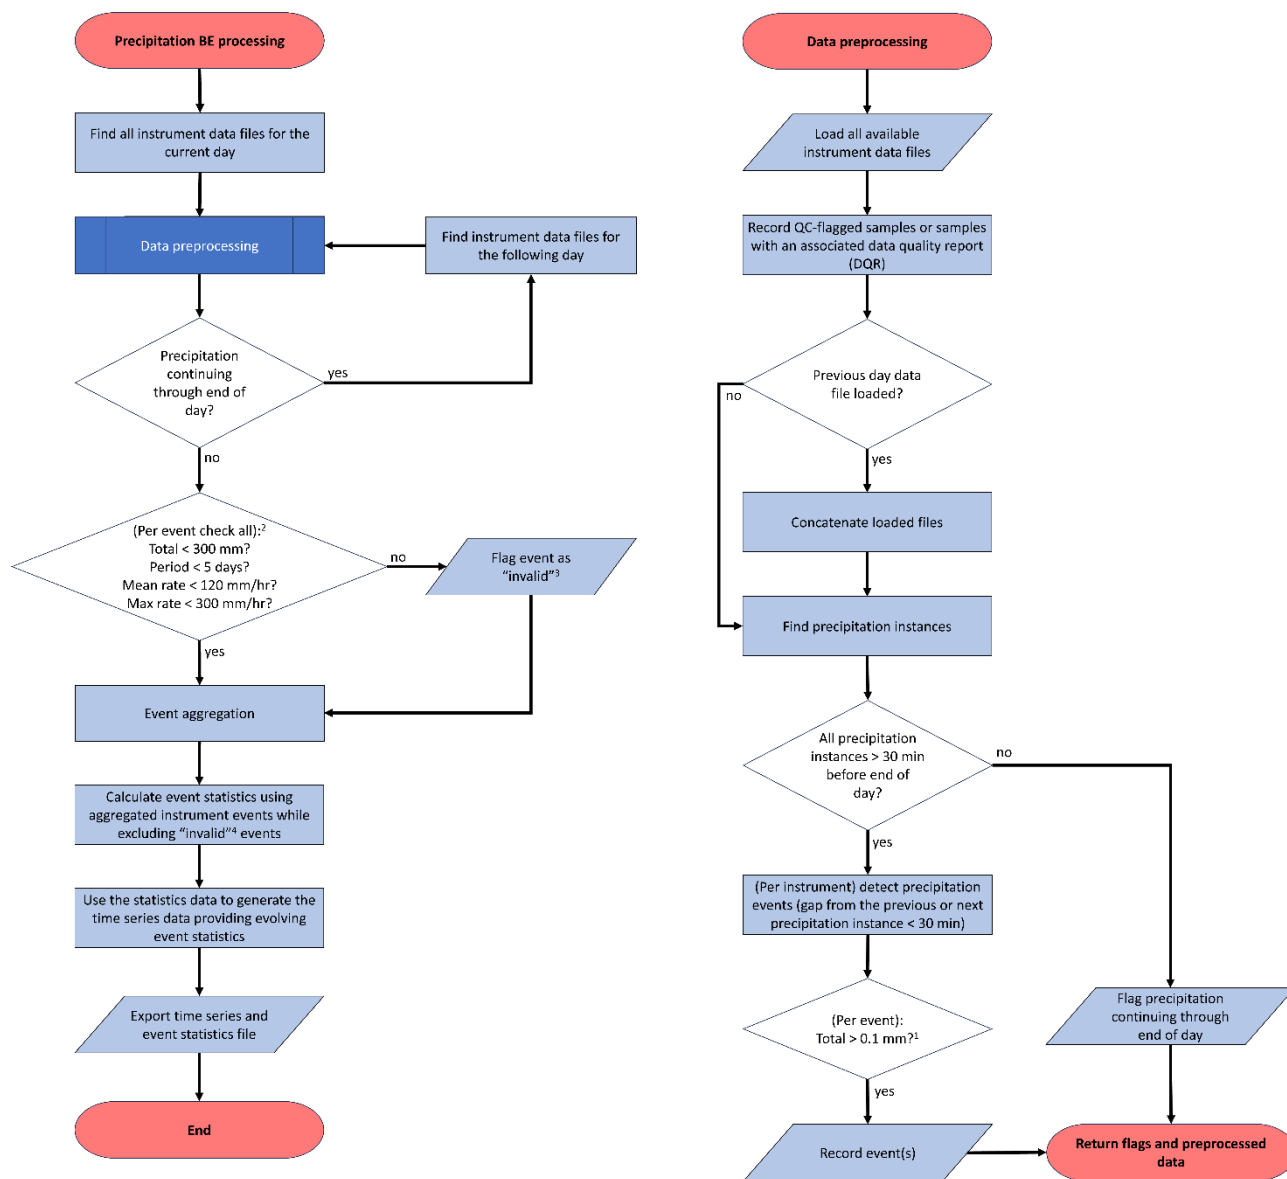 Precipitation BE processing
Find all instrument data files for the
current day
Data preprocessing
Find instrument data files for
the following day
Precipitation
continuing
through end of
day?
yes
no
(Per event check all):²
Total < 300 mm?
Period < 5 days?
Mean rate < 120 mm/hr?
Max rate < 300 mm/hr?
no
Flag event as
“invalid”³
yes
Event aggregation
Calculate event statistics using
aggregated instrument events while
excluding “invalid”⁴ events
Use the statistics data to generate the
time series data providing evolving
event statistics
Export time series and
event statistics file
End
Data preprocessing
Load all available
instrument data files
Record QC-flagged samples or samples
with an associated data quality report
(DQR)
Previous day data
file loaded?
no
yes
Concatenate loaded files
Find precipitation instances
All precipitation
instances > 30 min
before end of
day?
no
yes
(Per instrument) detect precipitation
events (gap from the previous or next
precipitation instance < 30 min)
(Per event):
Total > 0.1 mm?¹
yes
Flag precipitation
continuing through
end of day
Record event(s)
Return flags and preprocessed
data